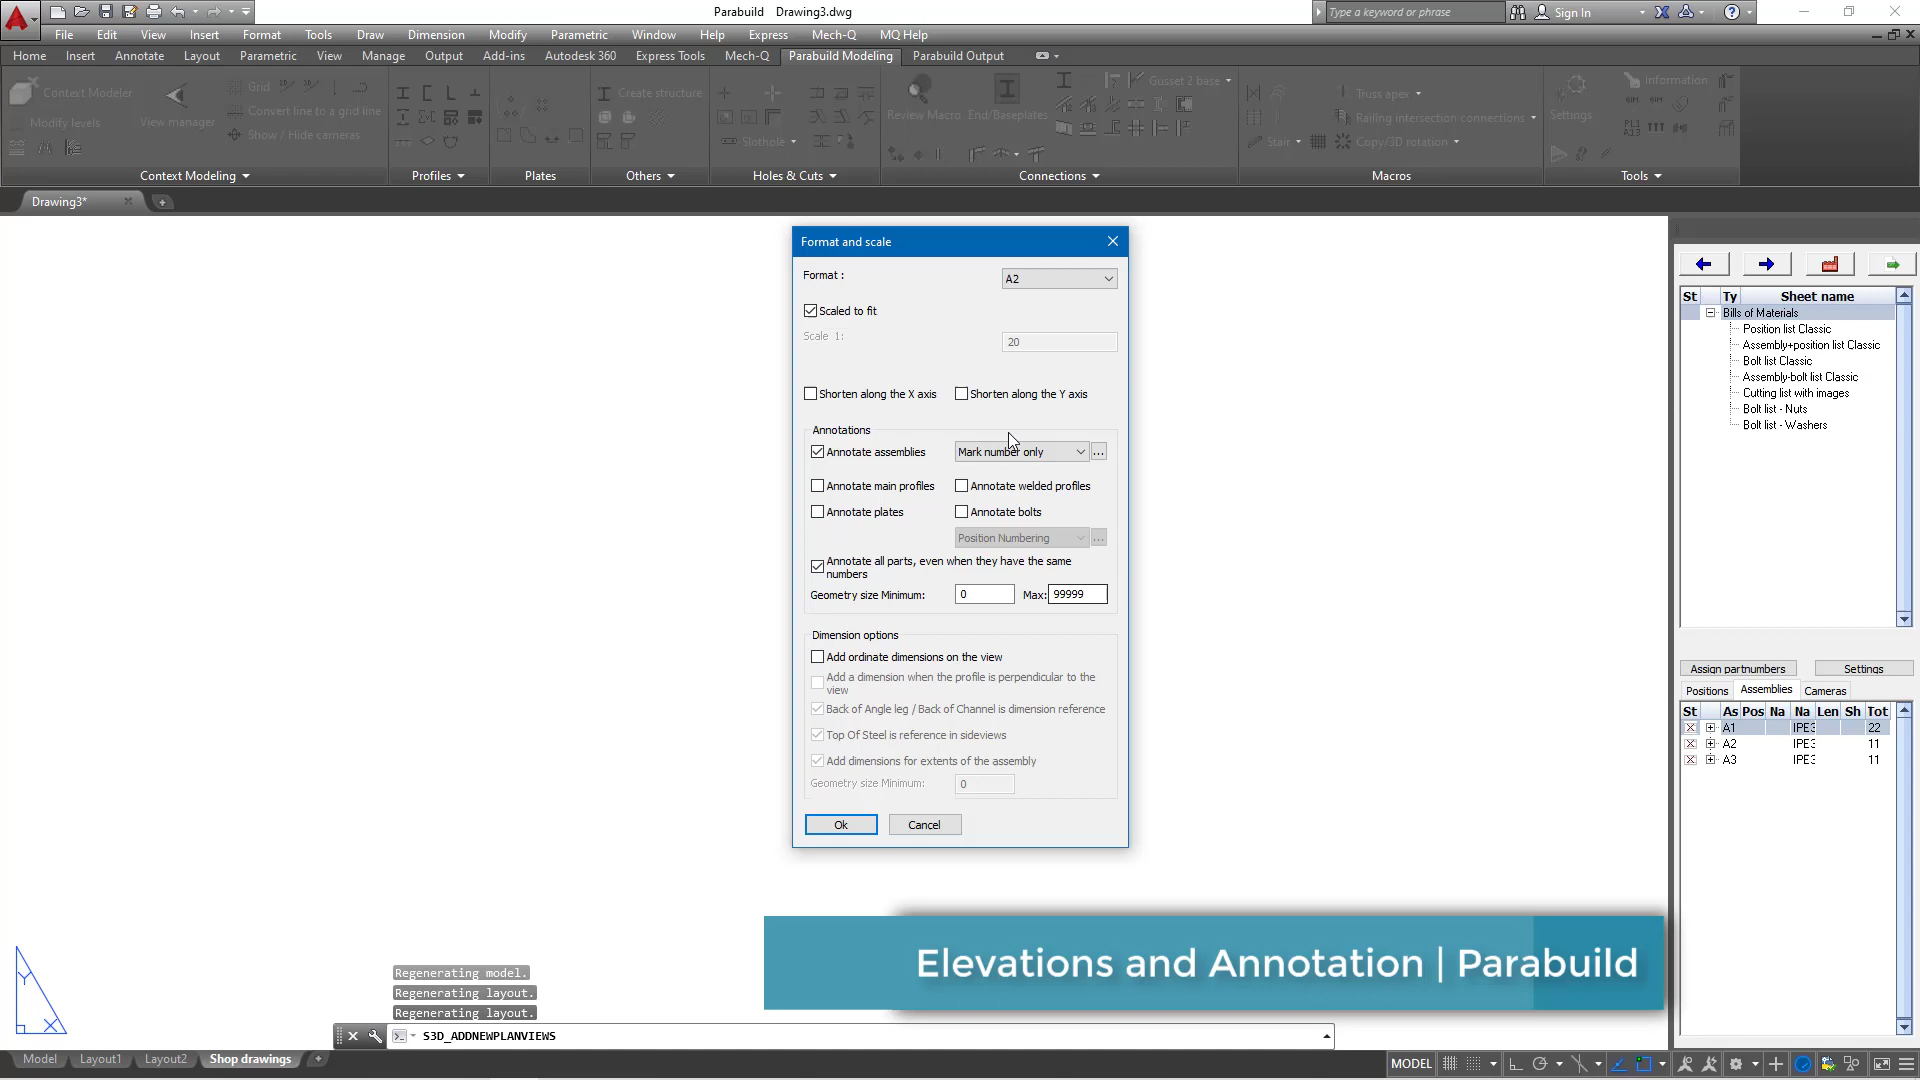 Parabuild Drawing3.dwg
Type a keyword or phrase
Sign In
File Edit View Insert Format Tools Draw Dimension Modify Parametric Window Help Express Mech-Q MQ Help
Home Insert Annotate Layout Parametric View Manage Output Add-ins Autodesk 360 Express Tools Mech-Q Parabuild Modeling Parabuild Output
Context Modeler
Modify levels
View manager
Grid
Convert line to a grid line
Show / Hide cameras
Create structure
Slothole
Review Macro
End/Baseplates
Gusset 2 base
Truss apex
Railing intersection connections
Stair
Copy/3D rotation
Settings
Information
Context Modeling Profiles Plates Others Holes & Cuts Connections Macros Tools
Drawing3*
Format and scale
Format :
A2
Scaled to fit
Scale 1:
20
Shorten along the X axis
Shorten along the Y axis
Annotations
Annotate assemblies
Mark number only
...
Annotate main profiles
Annotate welded profiles
Annotate plates
Annotate bolts
Position Numbering
...
Annotate all parts, even when they have the same
numbers
Geometry size Minimum:
0
Max:
99999
Dimension options
Add ordinate dimensions on the view
Add a dimension when the profile is perpendicular to the
view
Back of Angle leg / Back of Channel is dimension reference
Top Of Steel is reference in sideviews
Add dimensions for extents of the assembly
Geometry size Minimum:
0
Ok
Cancel
St Ty Sheet name
Bills of Materials
Position list Classic
Assembly+position list Classic
Bolt list Classic
Assembly-bolt list Classic
Cutting list with images
Bolt list - Nuts
Bolt list - Washers
Assign partnumbers
Settings
Positions Assemblies Cameras
St As Pos Na Na Len Sh Tot
A1 IPE3 22
A2 IPE3 11
A3 IPE3 11
Elevations and Annotation | Parabuild
Y
X
Regenerating model.
Regenerating layout.
Regenerating layout.
S3D_ADDNEWPLANVIEWS
Model Layout1 Layout2 Shop drawings +
MODEL